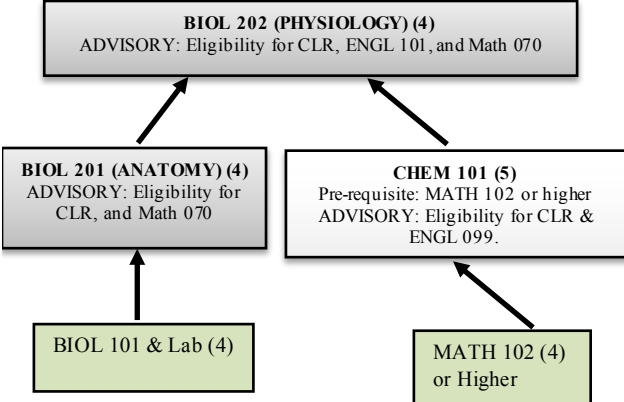 BIOL 202 (PHYSIOLOGY) (4)
ADVISORY: Eligibility for CLR, ENGL 101, and Math 070
BIOL 201 (ANATOMY) (4)
ADVISORY: Eligibility for
CLR, and Math 070
CHEM 101 (5)
Pre-requisite: MATH 102 or higher
ADVISORY: Eligibility for CLR &
ENGL 099.
BIOL 101 & Lab (4)
MATH 102 (4)
or Higher